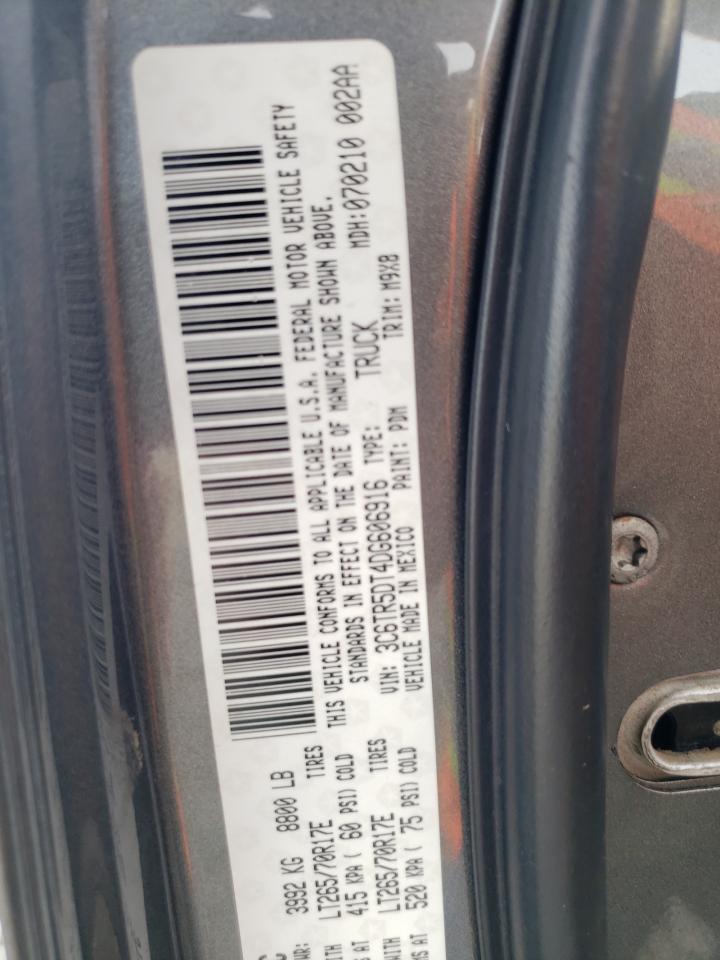 3992 KG 8800 LB
LT265/70R17E TIRES
415 KPA ( 60 PSI) COLD
LT265/70R17E TIRES
520 KPA ( 75 PSI) COLD
THIS VEHICLE CONFORMS TO ALL APPLICABLE U.S.A. FEDERAL MOTOR VEHICLE SAFETY
STANDARDS IN EFFECT ON THE DATE OF MANUFACTURE SHOWN ABOVE.
VIN: 3C6TR5DT4DG606916 TYPE: TRUCK MDH:070210 002AA
VEHICLE MADE IN MEXICO PAINT: PDM TRIM: M9X8